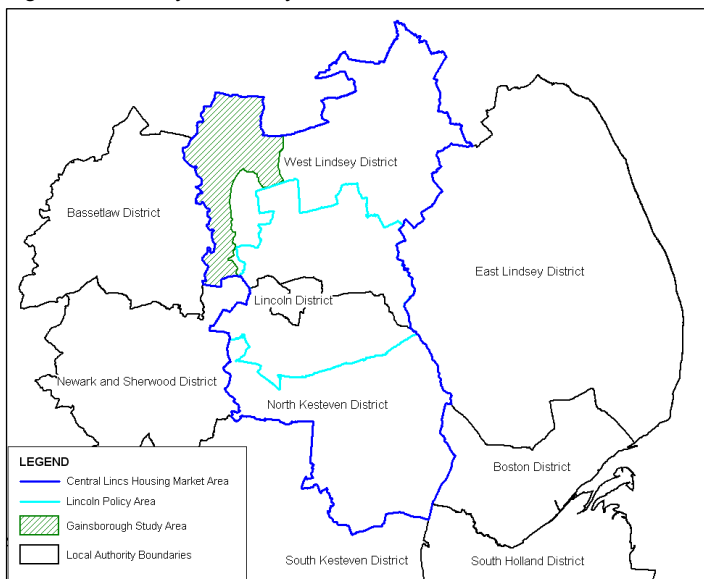 West Lindsey District
Bassetlaw District
East Lindsey District
Lincoln District
Newark and Sherwood District
North Kesteven District
Boston District
South Kesteven District
South Holland District
LEGEND
Central Lincs Housing Market Area
Lincoln Policy Area
Gainsborough Study Area
Local Authority Boundaries